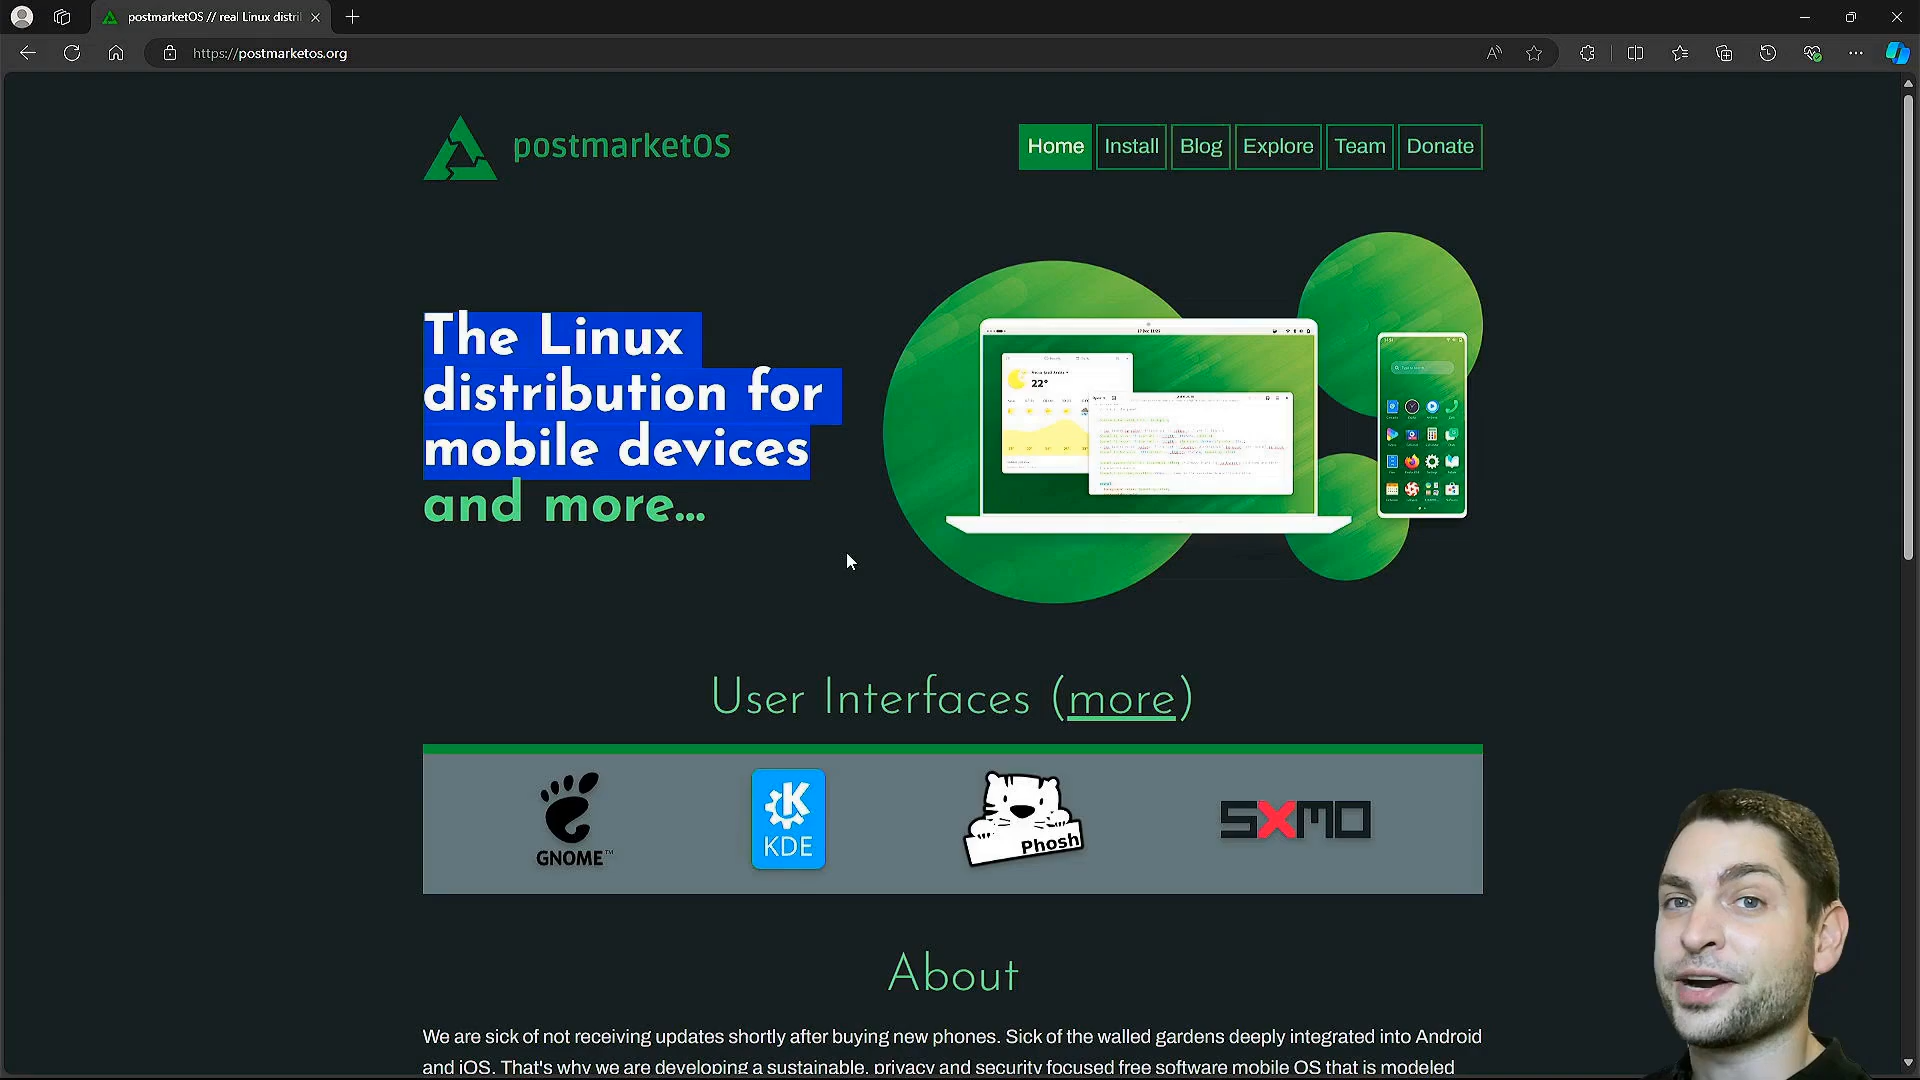 postmarketOS // real Linux distri
https://postmarketos.org
postmarketOS
Home Install Blog Explore Team Donate
The Linux
distribution for
mobile devices
and more...
22°
User Interfaces (more)
GNOME™
KDE
Phosh
SXMO
About
We are sick of not receiving updates shortly after buying new phones. Sick of the walled gardens deeply integrated into Android
and iOS. That's why we are developing a sustainable, privacy and security focused free software mobile OS that is modeled